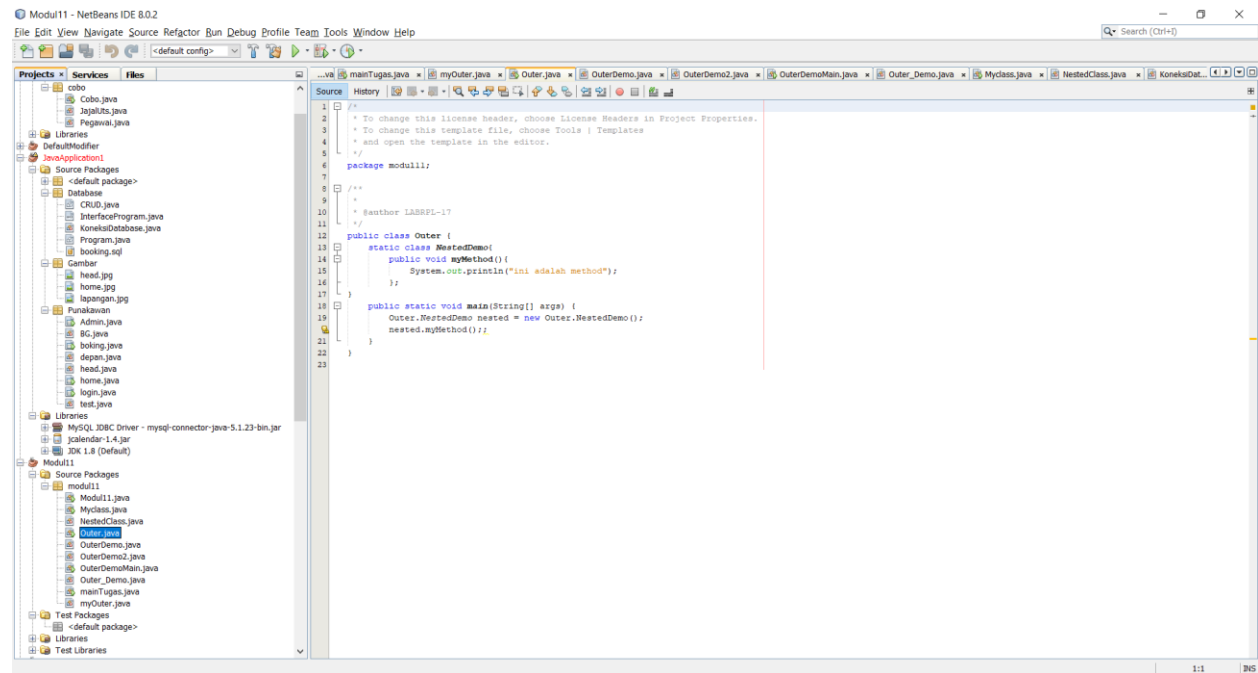 Modul11 - NetBeans IDE 8.0.2
File Edit View Navigate Source Refactor Run Debug Profile Team Tools Window Help
Search (Ctrl+I)
<default config>
Projects Services Files
...va mainTugas.java myOuter.java Outer.java OuterDemo.java OuterDemo2.java OuterDemoMain.java Outer_Demo.java Myclass.java NestedClass.java KoneksiDat...
Source History
cobo
Cobo.java
JajalUts.java
Pegawai.java
Libraries
DefaultModifier
JavaApplication1
Source Packages
<default package>
Database
CRUD.java
InterfaceProgram.java
KoneksiDatabase.java
Program.java
booking.sql
Gambar
head.jpg
home.jpg
lapangan.jpg
Punakawan
Admin.java
BG.java
boking.java
depan.java
head.java
home.java
login.java
test.java
Libraries
MySQL JDBC Driver - mysql-connector-java-5.1.23-bin.jar
jcalendar-1.4.jar
JDK 1.8 (Default)
Modul11
Source Packages
modul11
Modul11.java
Myclass.java
NestedClass.java
Outer.java
OuterDemo.java
OuterDemo2.java
OuterDemoMain.java
Outer_Demo.java
mainTugas.java
myOuter.java
Test Packages
<default package>
Libraries
Test Libraries
1 /*
2 * To change this license header, choose License Headers in Project Properties.
3 * To change this template file, choose Tools | Templates
4 * and open the template in the editor.
5 */
6 package modul11;
7
8 /**
9 *
10 * @author LABRPL-17
11 */
12 public class Outer {
13 static class NestedDemo{
14 public void myMethod(){
15 System.out.println("ini adalah method");
16 };
17 }
18 public static void main(String[] args) {
19 Outer.NestedDemo nested = new Outer.NestedDemo();
nested.myMethod();;
21 }
22 }
23
1:1 INS